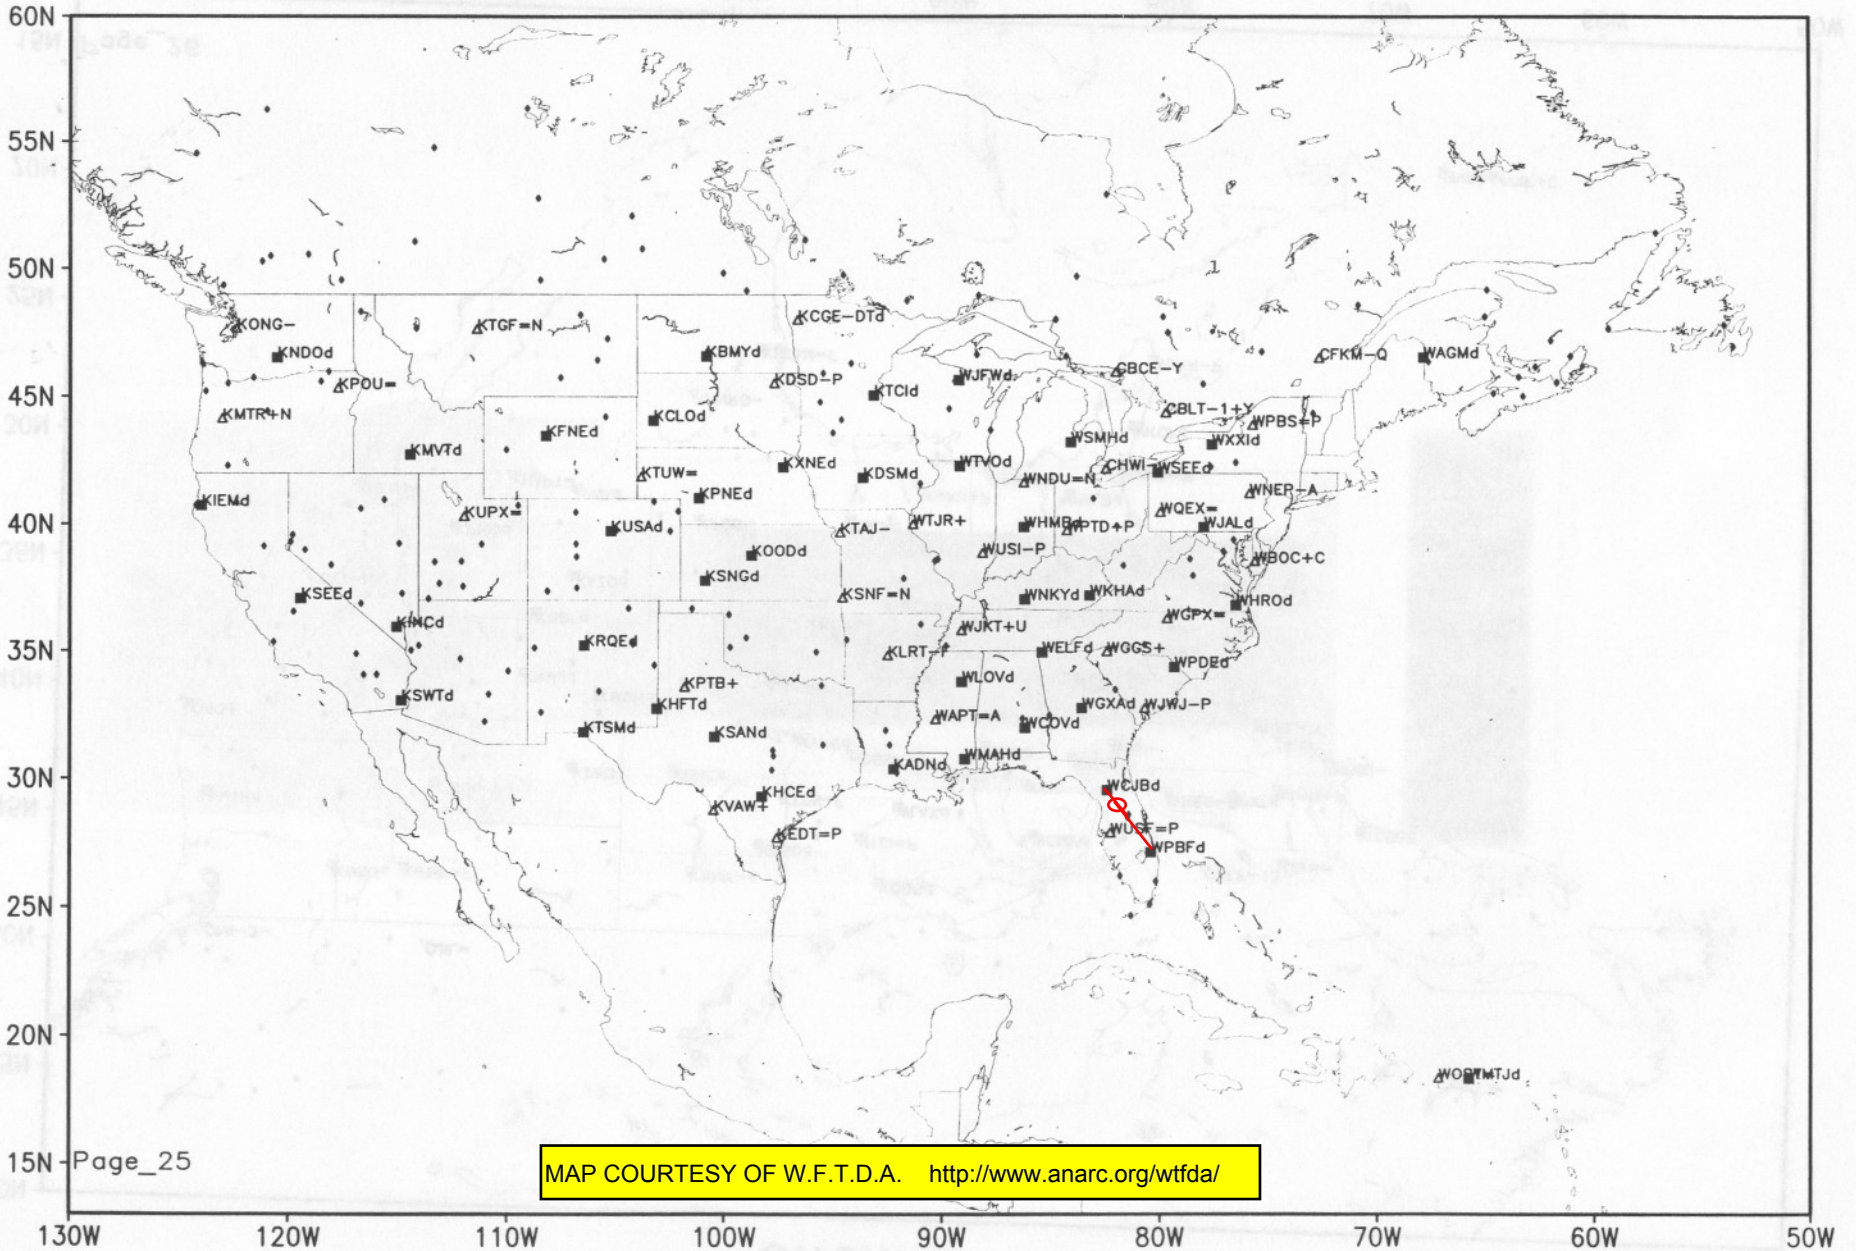 60N
55N
50N
45N
40N
35N
30N
25N
20N
15N
Page_25
130W 120W 110W 100W 90W 80W 70W 60W 50W
KONG-
KNDOd
KPOU=
KMTR+N
KTGF=N
KBMYd
KCGE-DTd
KDSD-P
KTCId
WJFWd
CBCE-Y
CFKM-Q
WAGMd
CBLT-1+Y
WPBS=P
KCLOd
KFNEd
KMVTd
WSMHd
WXXId
KXNEd
KTUW=
KDSMd
WTVOd
WNDU=N
CHWI-
WSEEd
KIEMd
KPNEd
WNEP-A
KUPX=
KUSAd
KTAJ-
WTJR+
WHMBd
WPTD+P
WQEX=
WJALd
KOODd
WUSI-P
WBOC+C
KSNGd
KSEEd
KSNF=N
WNKYd
WKHAd
WHROd
KINCd
WJKT+U
WGPX=
KRQEd
KLRT-F
WELFd
WGGS+
WPDEd
KSWTd
KPTB+
KHFTd
WLOVd
WGXAd
WJWJ-P
KTSMd
KSANd
WAPT=A
WCOVd
WMAHd
KADNd
KHCEd
WCJBd
KVAW+
KEDT=P
WUSF=P
WPBFd
WMTJd
MAP COURTESY OF W.F.T.D.A. http://www.anarc.org/wtfda/